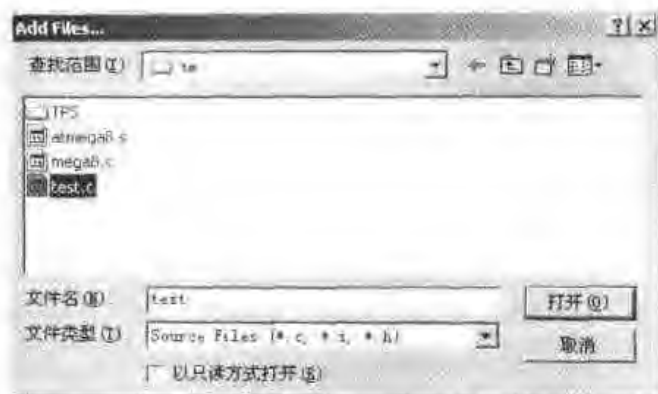 Add Files...
查找范围(I)
te
TPS
atmega8.s
mega8.c
test.c
文件名(N)
test
打开(O)
文件类型(T)
Source Files (*.c, *.s, *.h)
取消
以只读方式打开(R)